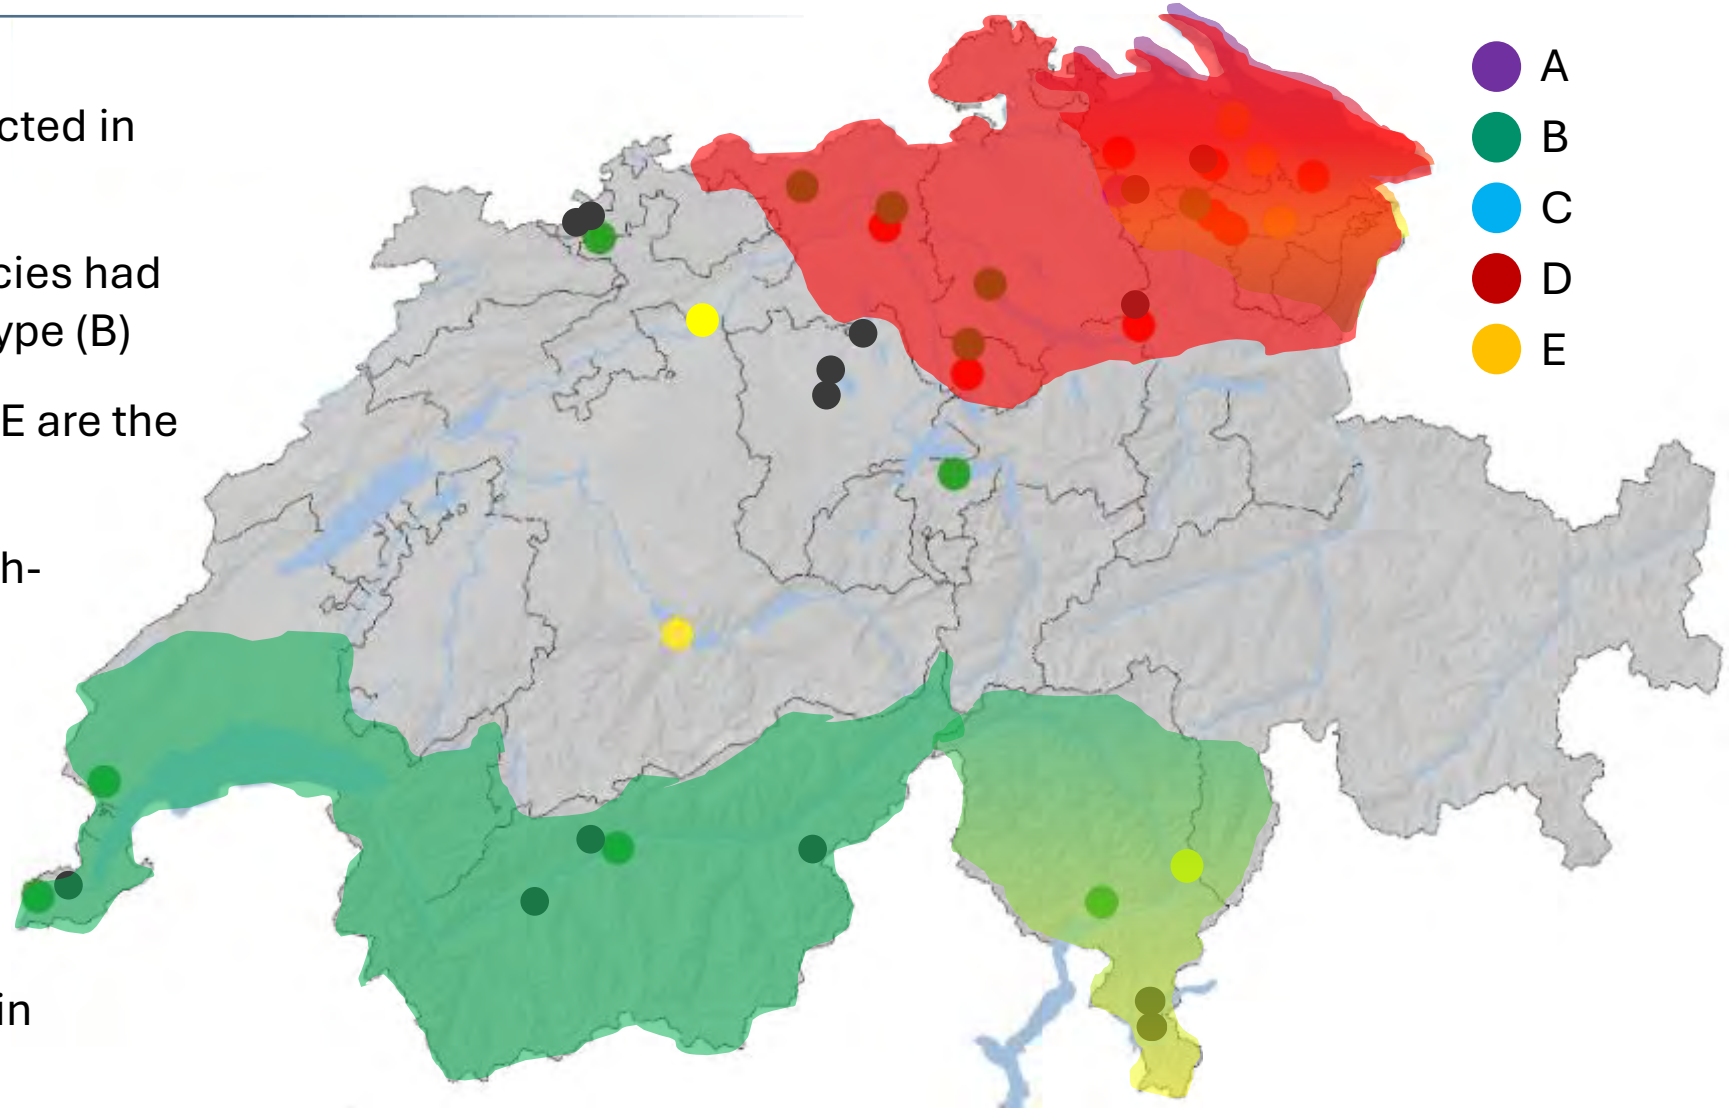 cted in
cies had
ype (B)
E are the
h-
in
A
B
C
D
E